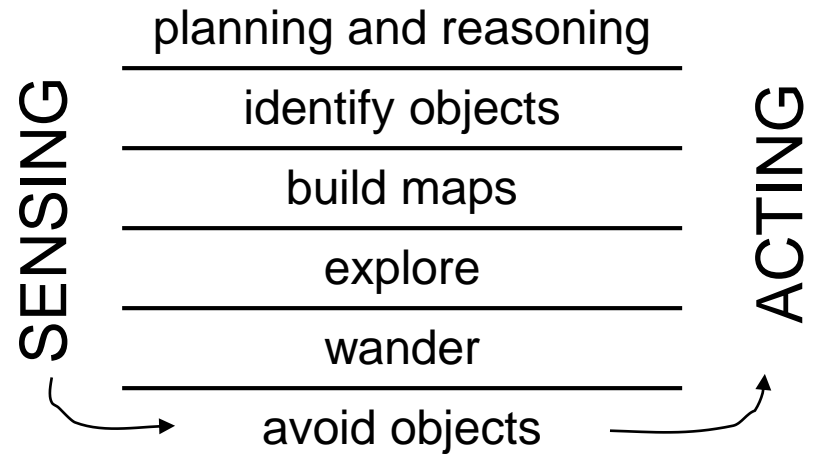 planning and reasoning
identify objects
build maps
explore
wander
avoid objects
SENSING
ACTING